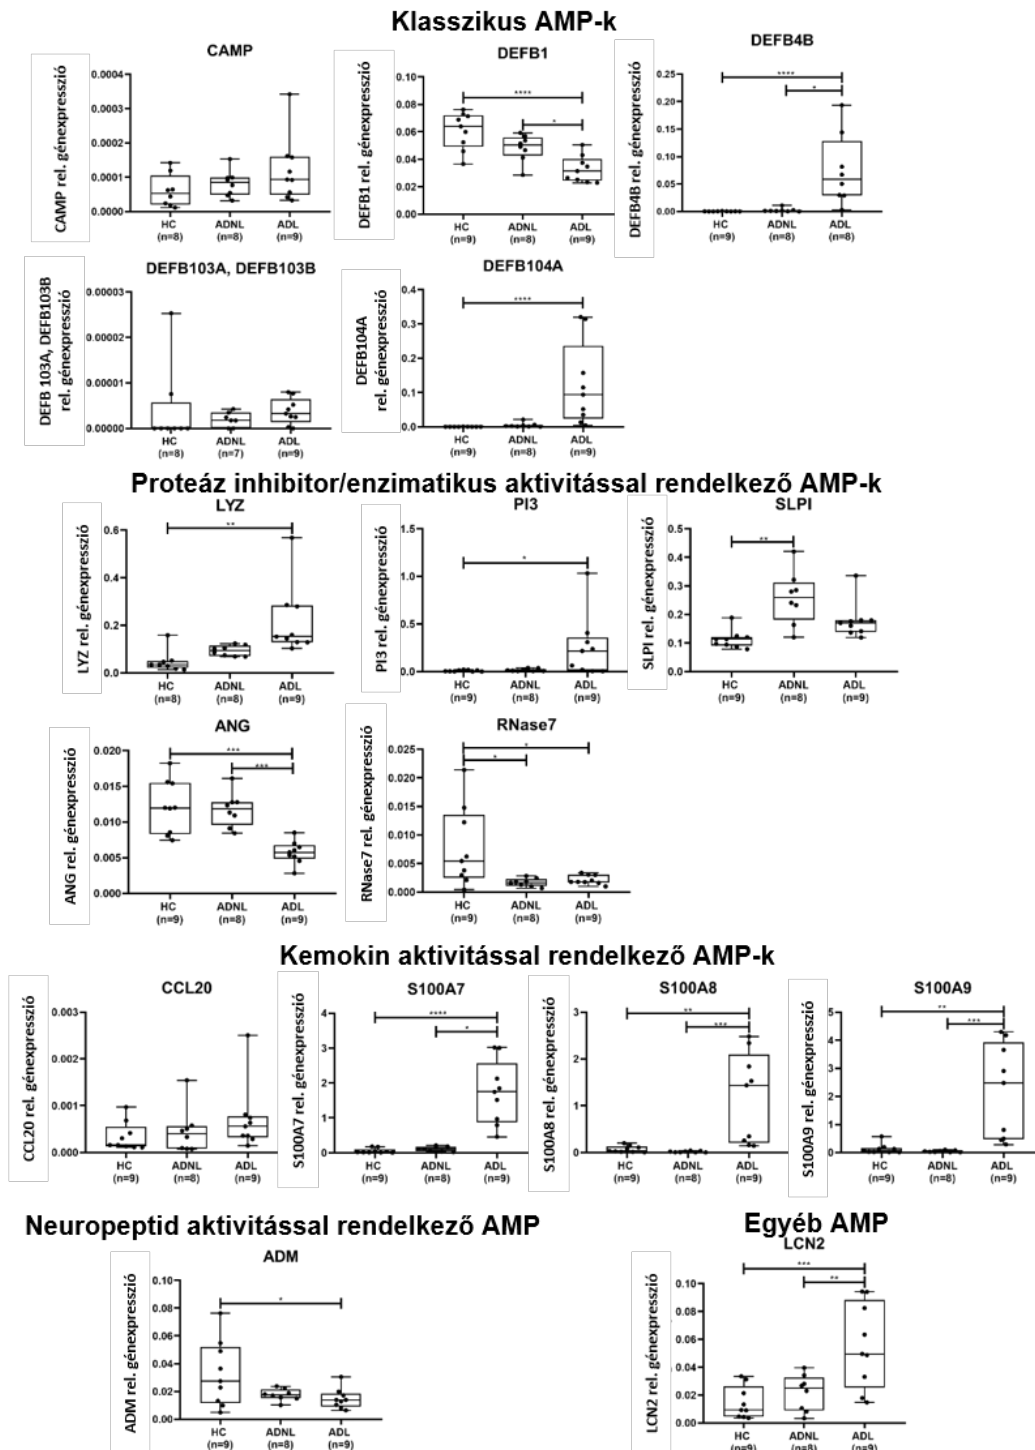 Klasszikus AMP-k
CAMP
CAMP rel. génexpresszió
0.0004
0.0003
0.0002
0.0001
0.0000
HC
(n=8)
ADNL
(n=8)
ADL
(n=9)
DEFB1
DEFB1 rel. génexpresszió
0.10
0.08
0.06
0.04
0.02
0.00
****
*
HC
(n=9)
ADNL
(n=8)
ADL
(n=9)
DEFB4B
DEFB4B rel. génexpresszió
0.25
0.20
0.15
0.10
0.05
0.00
****
*
HC
(n=9)
ADNL
(n=8)
ADL
(n=8)
DEFB103A, DEFB103B
DEFB 103A, DEFB103B
rel. génexpresszió
0.00003
0.00002
0.00001
0.00000
HC
(n=8)
ADNL
(n=7)
ADL
(n=9)
DEFB104A
DEFB104A
rel. génexpresszió
0.4
0.3
0.2
0.1
0.0
****
HC
(n=9)
ADNL
(n=8)
ADL
(n=9)
Proteáz inhibitor/enzimatikus aktivitással rendelkező AMP-k
LYZ
LYZ rel. génexpresszió
0.6
0.4
0.2
0.0
**
HC
(n=8)
ADNL
(n=8)
ADL
(n=9)
PI3
PI3 rel. génexpresszió
1.5
1.0
0.5
0.0
*
HC
(n=9)
ADNL
(n=8)
ADL
(n=9)
SLPI
SLPI rel. génexpresszió
0.5
0.4
0.3
0.2
0.1
0.0
**
HC
(n=9)
ADNL
(n=8)
ADL
(n=9)
ANG
ANG rel. génexpresszió
0.020
0.015
0.010
0.005
0.000
***
***
HC
(n=9)
ADNL
(n=8)
ADL
(n=9)
RNase7
RNase7 rel. génexpresszió
0.025
0.020
0.015
0.010
0.005
0.000
*
*
HC
(n=9)
ADNL
(n=8)
ADL
(n=9)
Kemokin aktivitással rendelkező AMP-k
CCL20
CCL20 rel. génexpresszió
0.003
0.002
0.001
0.000
HC
(n=9)
ADNL
(n=8)
ADL
(n=9)
S100A7
S100A7 rel. génexpresszió
4
3
2
1
0
****
*
HC
(n=9)
ADNL
(n=8)
ADL
(n=9)
S100A8
S100A8 rel. génexpresszió
3
2
1
0
**
***
HC
(n=9)
ADNL
(n=8)
ADL
(n=9)
S100A9
S100A9 rel. génexpresszió
5
4
3
2
1
0
**
***
HC
(n=9)
ADNL
(n=8)
ADL
(n=9)
Neuropeptid aktivitással rendelkező AMP
ADM
ADM rel. génexpresszió
0.10
0.08
0.06
0.04
0.02
0.00
*
HC
(n=9)
ADNL
(n=8)
ADL
(n=9)
Egyéb AMP
LCN2
LCN2 rel. génexpresszió
0.10
0.08
0.06
0.04
0.02
0.00
***
**
HC
(n=9)
ADNL
(n=8)
ADL
(n=9)